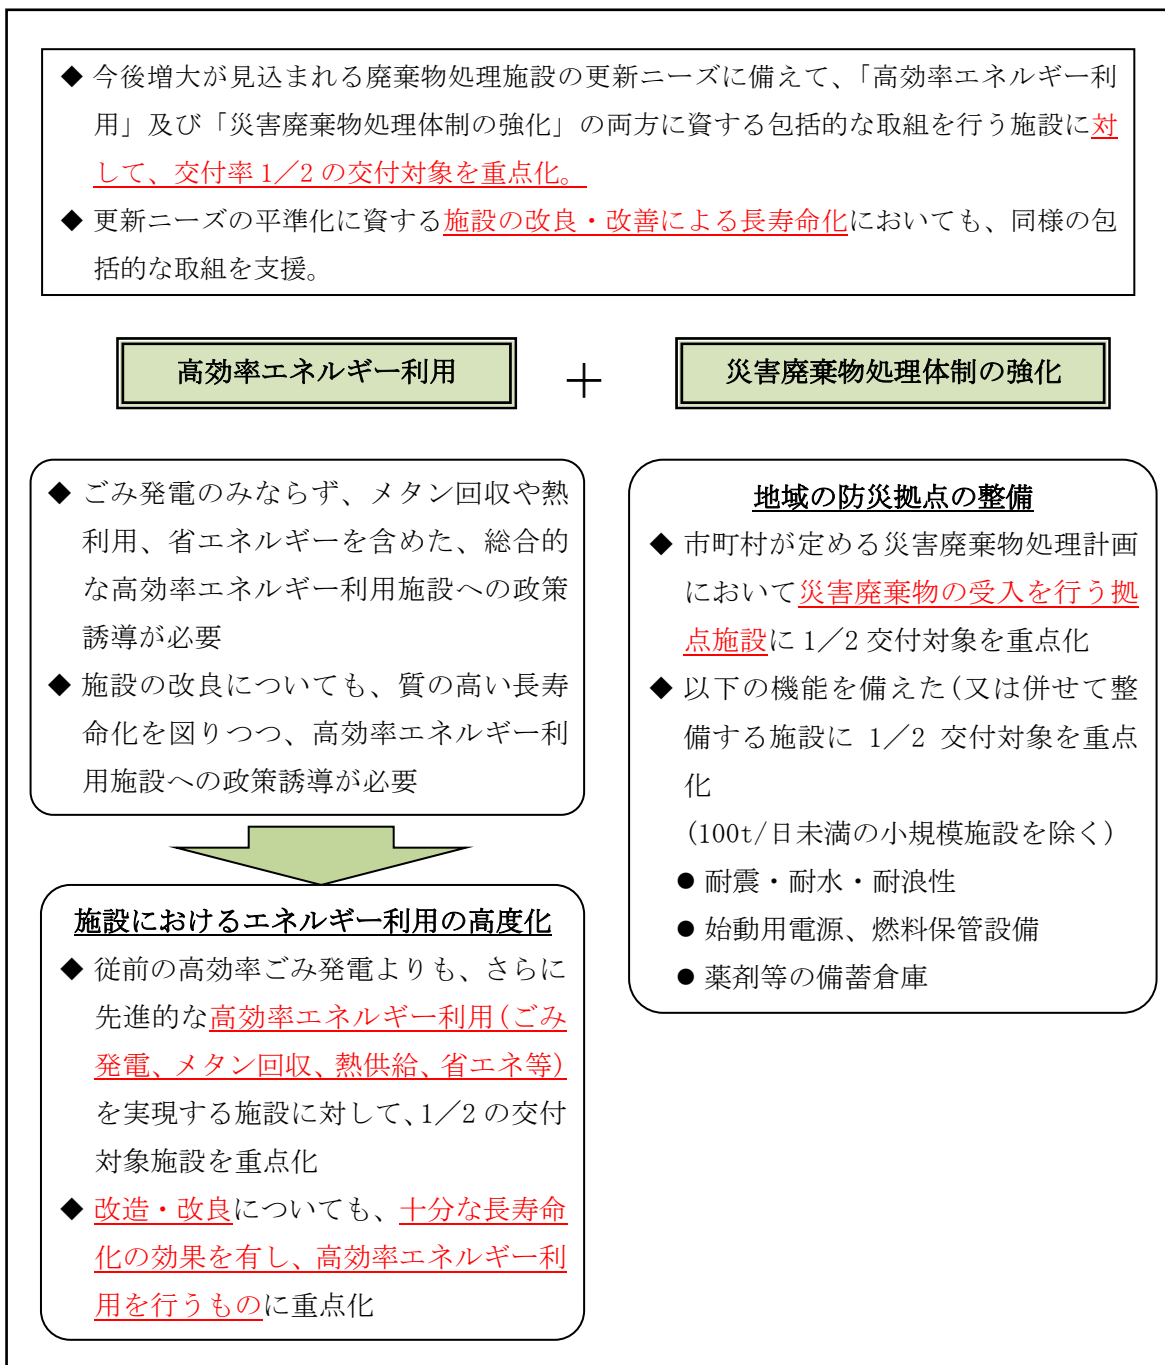 ◆ 今後増大が見込まれる廃棄物処理施設の更新ニーズに備えて、「高効率エネルギー利
用」及び「災害廃棄物処理体制の強化」の両方に資する包括的な取組を行う施設に対
して、交付率1／2の交付対象を重点化。
◆ 更新ニーズの平準化に資する施設の改良・改善による長寿命化においても、同様の包
括的な取組を支援。
高効率エネルギー利用
＋
災害廃棄物処理体制の強化
◆ ごみ発電のみならず、メタン回収や熱
利用、省エネルギーを含めた、総合的
な高効率エネルギー利用施設への政策
誘導が必要
◆ 施設の改良についても、質の高い長寿
命化を図りつつ、高効率エネルギー利
用施設への政策誘導が必要
施設におけるエネルギー利用の高度化
◆ 従前の高効率ごみ発電よりも、さらに
先進的な高効率エネルギー利用(ごみ
発電、メタン回収、熱供給、省エネ等)
を実現する施設に対して、1／2の交付
対象施設を重点化
◆ 改造・改良についても、十分な長寿命
化の効果を有し、高効率エネルギー利
用を行うものに重点化
地域の防災拠点の整備
◆ 市町村が定める災害廃棄物処理計画
において災害廃棄物の受入を行う拠
点施設に1／2交付対象を重点化
◆ 以下の機能を備えた(又は併せて整
備する施設に 1／2 交付対象を重点
化
(100t/日未満の小規模施設を除く)
● 耐震・耐水・耐浪性
● 始動用電源、燃料保管設備
● 薬剤等の備蓄倉庫